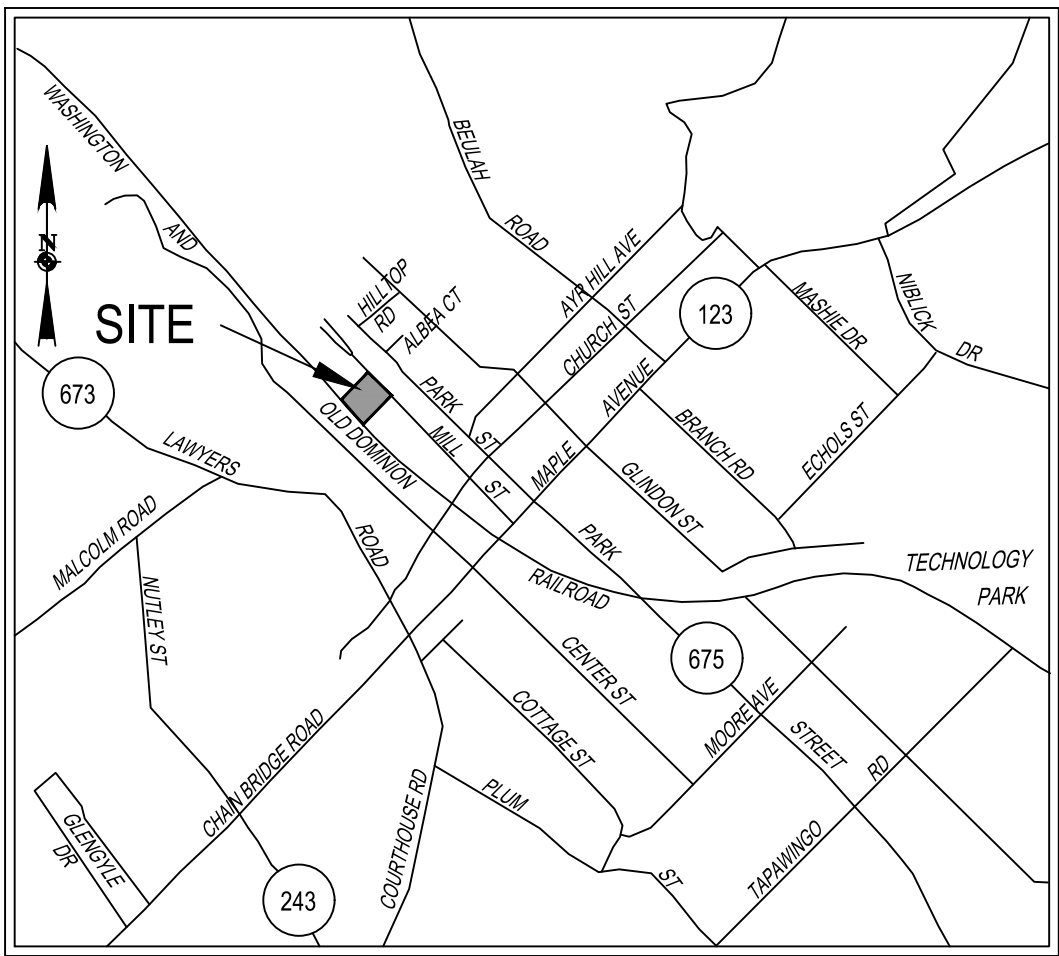 WASHINGTON
AND
OLD DOMINION
RAILROAD
BEULAH
ROAD
N
SITE
HILLTOP
RD
ALBEA CT
AYR HILL AVE
CHURCH ST
123
MASHIE DR
NIBLICK
DR
673
LAWYERS
ROAD
PARK
ST
MILL
ST
MAPLE
AVENUE
BRANCH RD
ECHOLS ST
GLINDON ST
MALCOLM ROAD
NUTLEY ST
PARK
STREET
TECHNOLOGY
PARK
675
CENTER ST
COTTAGE ST
MOORE AVE
CHAIN BRIDGE ROAD
COURTHOUSE RD
PLUM
ST
TAPAWINGO
RD
GLENGYLE
DR
243